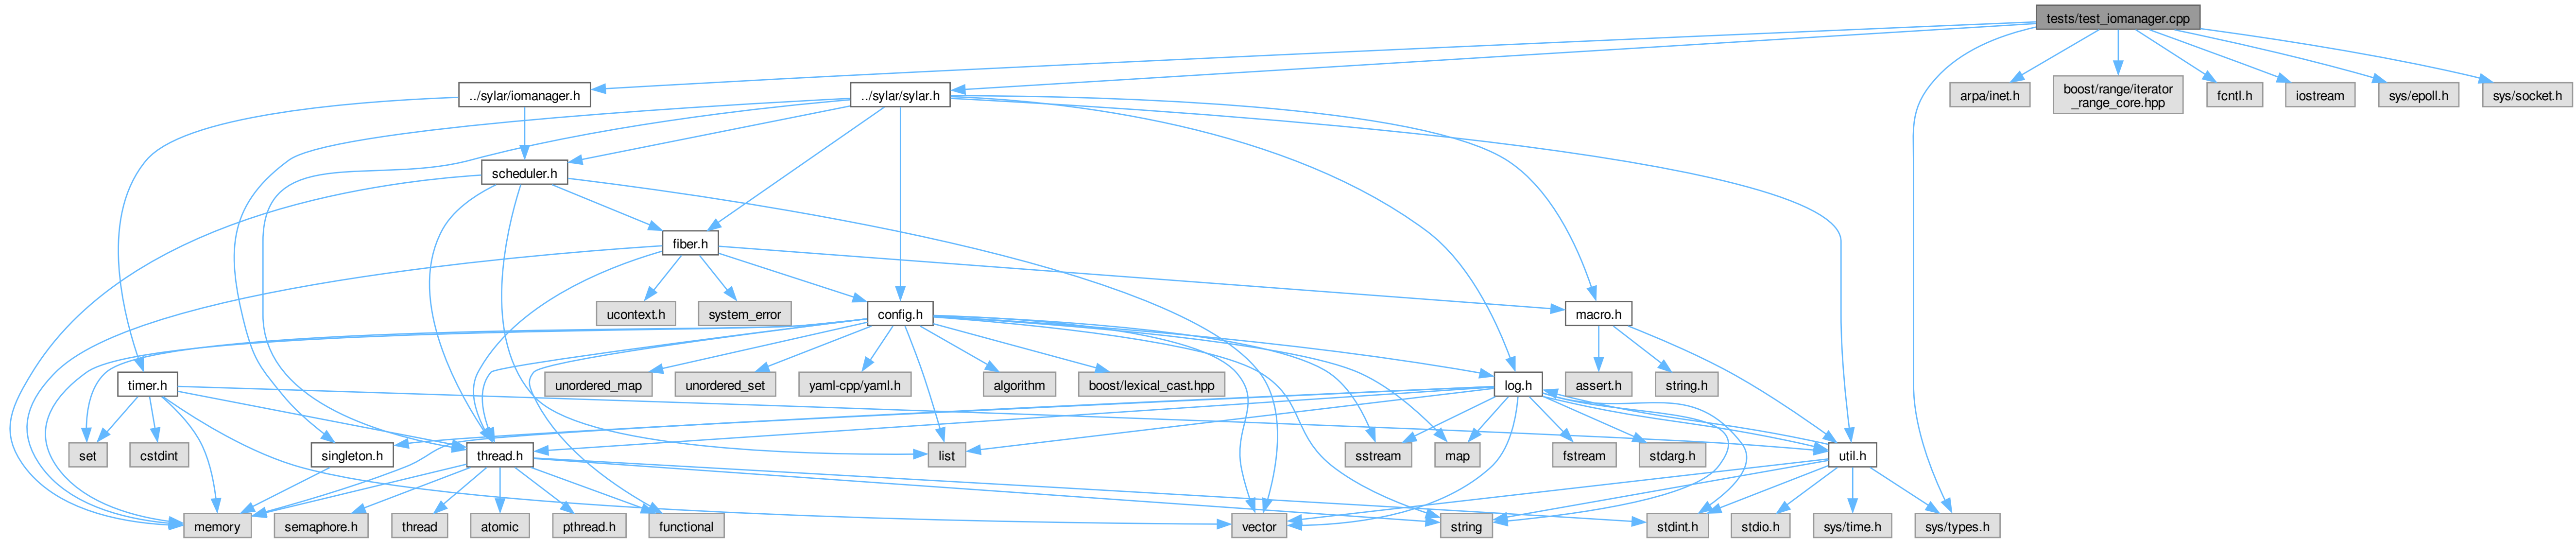 tests/test_iomanager.cpp
../sylar/iomanager.h
../sylar/sylar.h
arpa/inet.h
boost/range/iterator
_range_core.hpp
fcntl.h
iostream
sys/epoll.h
sys/socket.h
scheduler.h
fiber.h
ucontext.h
system_error
config.h
macro.h
timer.h
unordered_map
unordered_set
yaml-cpp/yaml.h
algorithm
boost/lexical_cast.hpp
log.h
assert.h
string.h
set
cstdint
singleton.h
thread.h
list
sstream
map
fstream
stdarg.h
util.h
memory
semaphore.h
thread
atomic
pthread.h
functional
vector
string
stdint.h
stdio.h
sys/time.h
sys/types.h